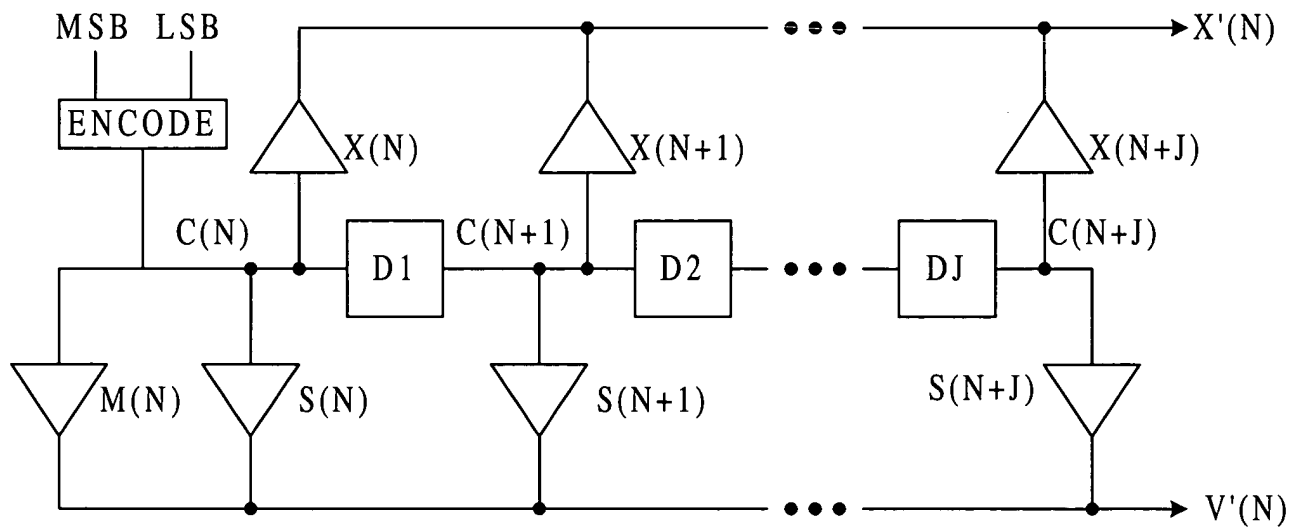 MSB LSB
X'(N)
ENCODE
X(N)
X(N+1)
X(N+J)
C(N)
C(N+1)
C(N+J)
D1
D2
DJ
M(N)
S(N)
S(N+1)
S(N+J)
V'(N)